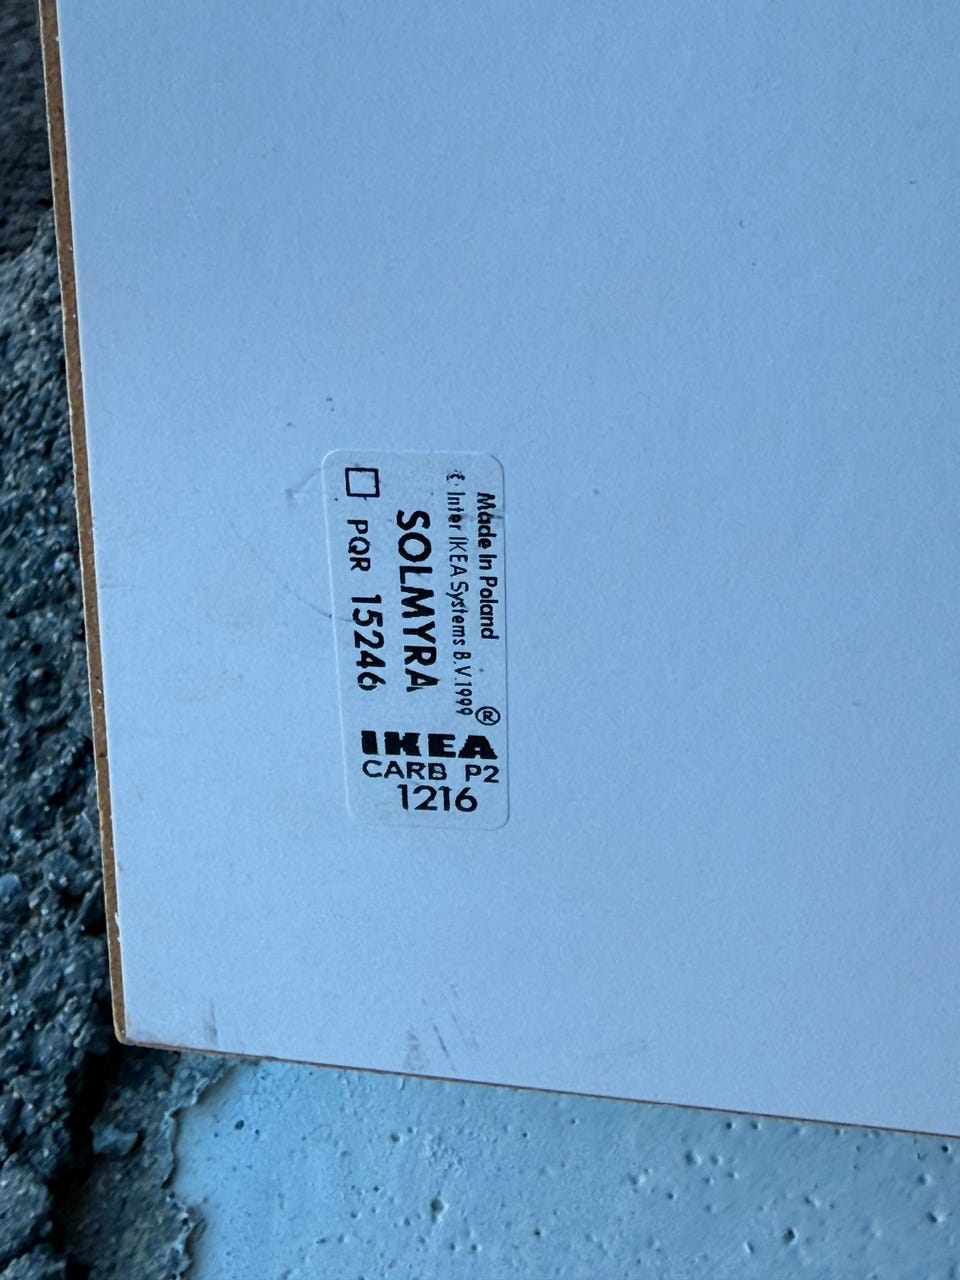 Made In Poland
© Inter IKEA Systems B.V.1999
SOLMYRA
□ PQR 15246
®
IKEA
CARB P2
1216